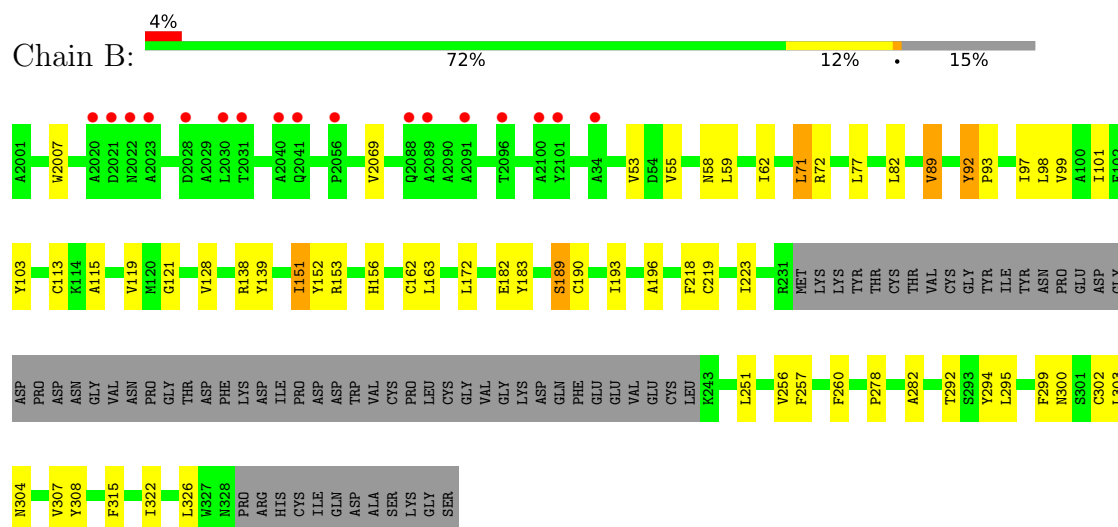 4%
Chain B:
72% 12% • 15%
A2001 W2007 A2020 D2021 N2022 A2023 D2028 A2029 L2030 T2031 A2040 Q2041 P2056 V2069 Q2088 A2089 A2090 A2091 T2096 A2100 Y2101 A34 V53 D54 V55 N58 L59 I62 L71 R72 L77 L82 V89 Y92 P93 I97 L98 V99 A100 I101
Y103 C113 K114 A115 V119 M120 G121 V128 R138 Y139 I151 Y152 R153 H156 C162 L163 L172 E182 Y183 S189 C190 I193 A196 F218 C219 I223 R231 MET LYS LYS TYR THR CYS THR VAL CYS GLY TYR ILE TYR ASN PRO GLU ASP GLY
ASP PRO ASP ASN GLY VAL ASN PRO GLY THR ASP PHE LYS ASP ILE PRO ASP ASP TRP VAL CYS PRO LEU CYS GLY VAL GLY LYS ASP GLN PHE GLU GLU VAL GLU CYS LEU K243 L251 V256 F257 F260 P278 A282 T292 S293 Y294 L295 F299 N300 S301 C302 L303
N304 V307 Y308 F315 I322 L326 W327 N328 PRO ARG HIS CYS ILE GLN ASP ALA SER LYS GLY SER